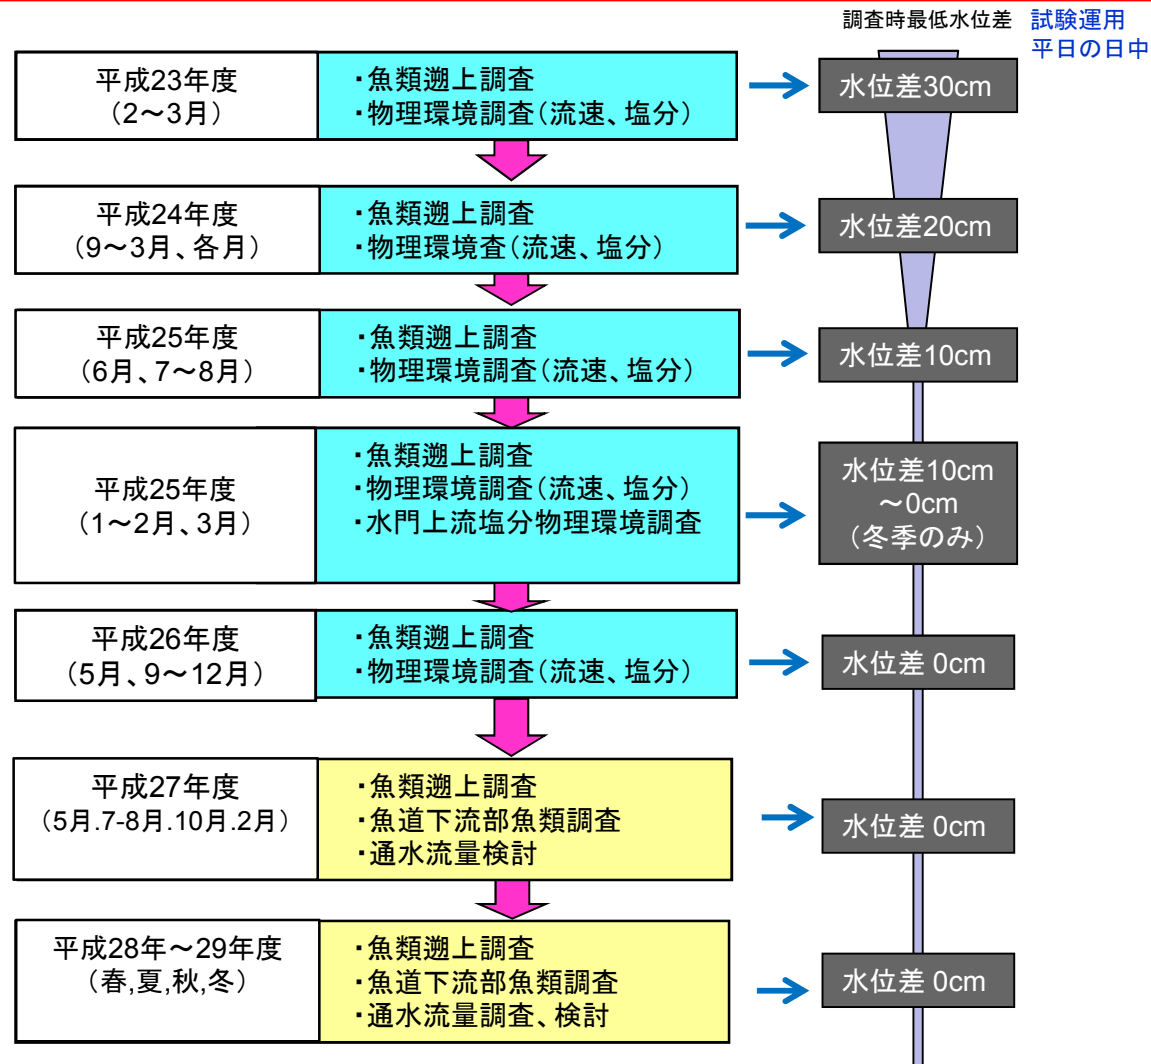 調査時最低水位差
試験運用
平日の日中
平成23年度
(2～3月)
・魚類遡上調査
・物理環境調査(流速、塩分)
水位差30cm
平成24年度
(9～3月、各月)
・魚類遡上調査
・物理環境査(流速、塩分)
水位差20cm
平成25年度
(6月、7～8月)
・魚類遡上調査
・物理環境調査(流速、塩分)
水位差10cm
平成25年度
(1～2月、3月)
・魚類遡上調査
・物理環境調査(流速、塩分)
・水門上流塩分物理環境調査
水位差10cm
～0cm
(冬季のみ)
平成26年度
(5月、9～12月)
・魚類遡上調査
・物理環境調査(流速、塩分)
水位差 0cm
平成27年度
(5月.7-8月.10月.2月)
・魚類遡上調査
・魚道下流部魚類調査
・通水流量検討
水位差 0cm
平成28年～29年度
(春,夏,秋,冬)
・魚類遡上調査
・魚道下流部魚類調査
・通水流量調査、検討
水位差 0cm